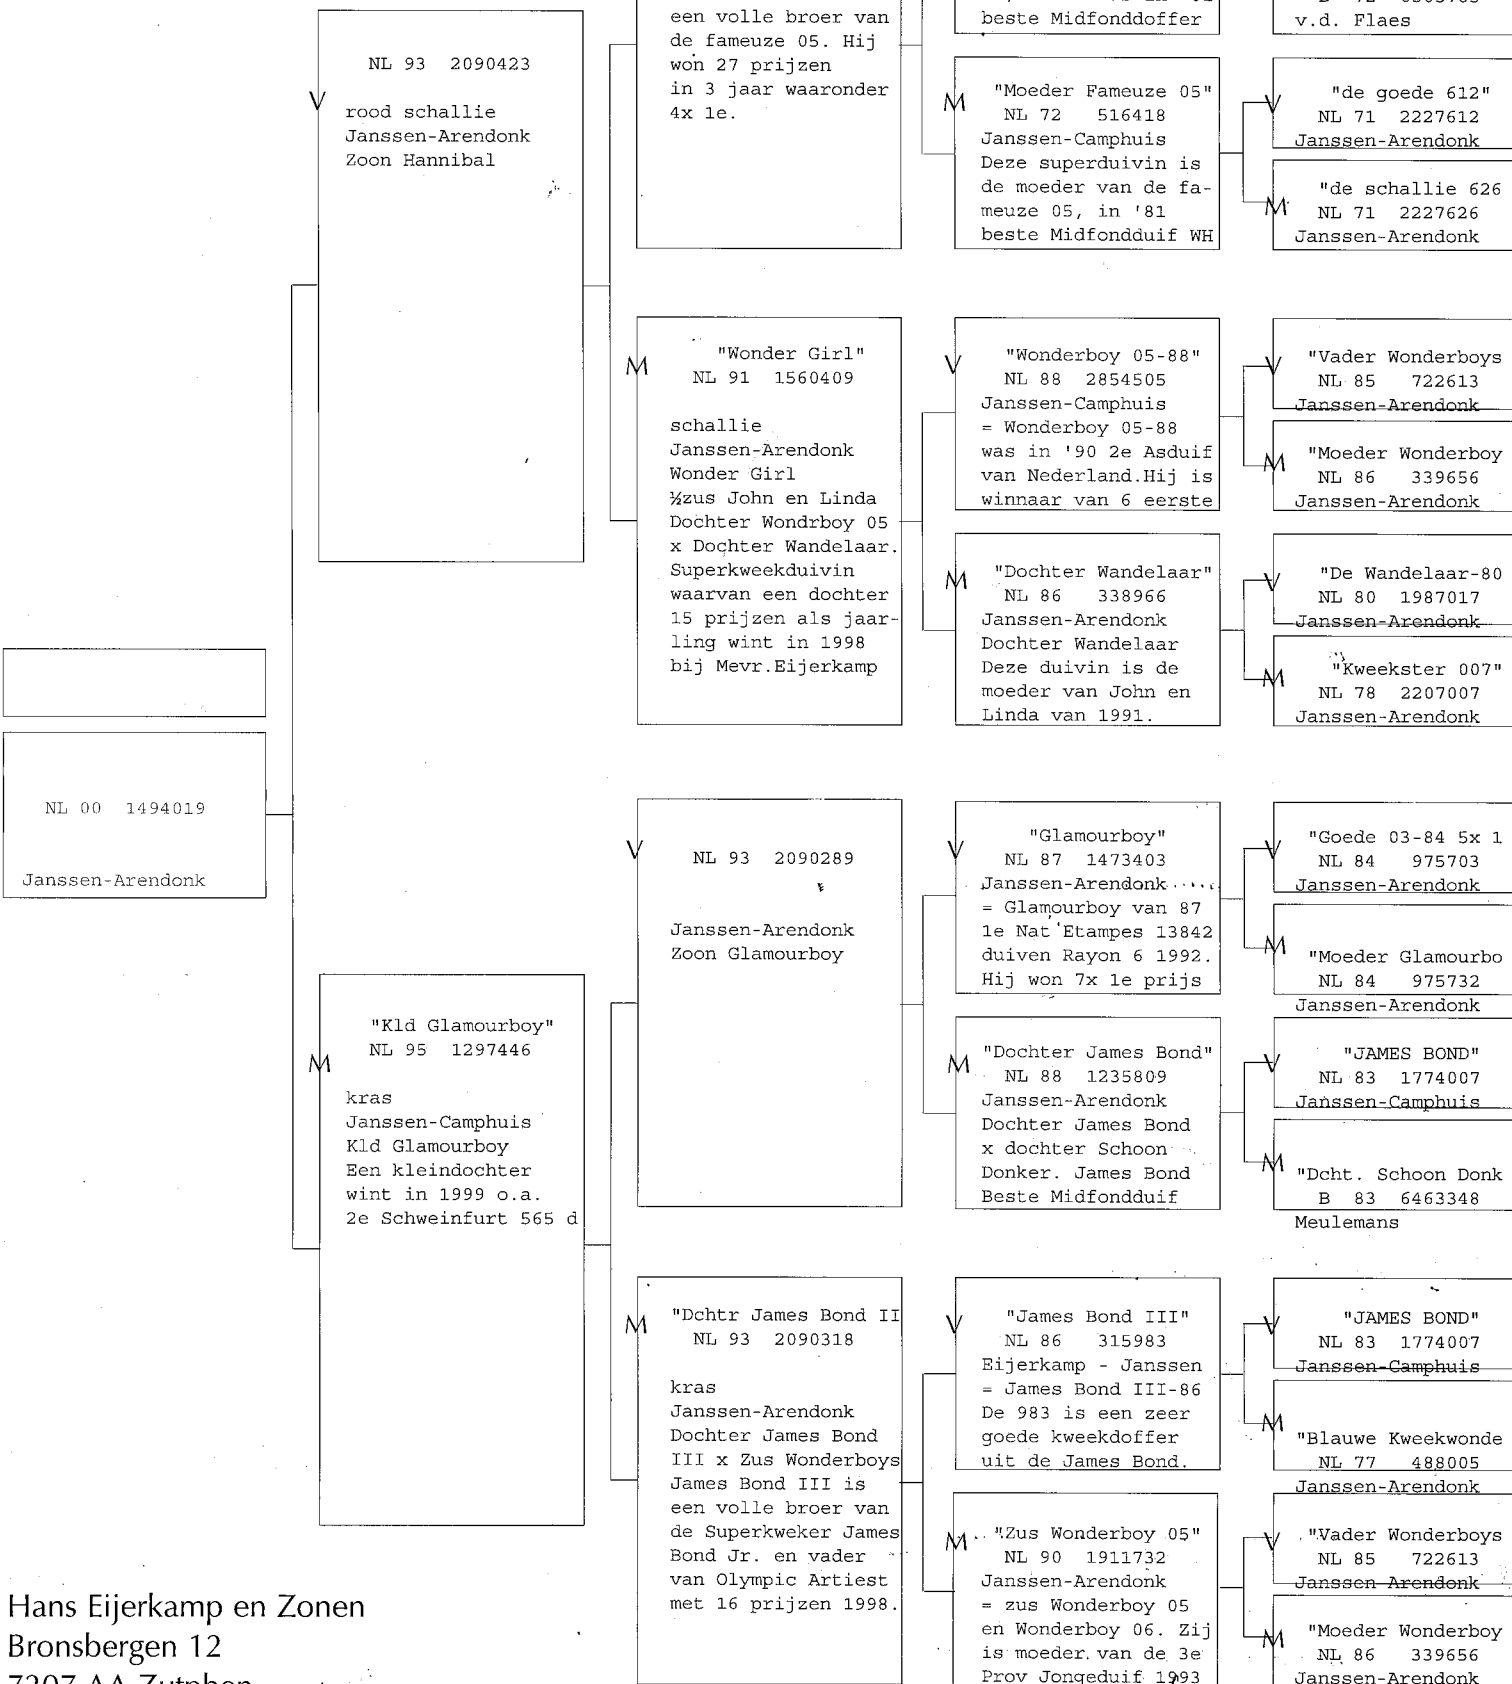 NL 00 1494019
Janssen-Arendonk
V
NL 93 2090423
rood schallie
Janssen-Arendonk
Zoon Hannibal
M
"Kld Glamourboy"
NL 95 1297446
kras
Janssen-Camphuis
Kld Glamourboy
Een kleindochter
wint in 1999 o.a.
2e Schweinfurt 565 d
een volle broer van
de fameuze 05. Hij
won 27 prijzen
in 3 jaar waaronder
4x 1e.
M
"Wonder Girl"
NL 91 1560409
schallie
Janssen-Arendonk
Wonder Girl
½zus John en Linda
Dochter Wondrboy 05
x Dochter Wandelaar.
Superkweekduivin
waarvan een dochter
15 prijzen als jaar-
ling wint in 1998
bij Mevr.Eijerkamp
V
NL 93 2090289
Janssen-Arendonk
Zoon Glamourboy
M
"Dchtr James Bond II
NL 93 2090318
kras
Janssen-Arendonk
Dochter James Bond
III x Zus Wonderboys
James Bond III is
een volle broer van
de Superkweker James
Bond Jr. en vader
van Olympic Artiest
met 16 prijzen 1998.
beste Midfonddoffer
M
"Moeder Fameuze 05"
NL 72 516418
Janssen-Camphuis
Deze superduivin is
de moeder van de fa-
meuze 05, in '81
beste Midfondduif WH
V
"Wonderboy 05-88"
NL 88 2854505
Janssen-Camphuis
= Wonderboy 05-88
was in '90 2e Asduif
van Nederland.Hij is
winnaar van 6 eerste
M
"Dochter Wandelaar"
NL 86 338966
Janssen-Arendonk
Dochter Wandelaar
Deze duivin is de
moeder van John en
Linda van 1991.
V
"Glamourboy"
NL 87 1473403
Janssen-Arendonk
= Glamourboy van 87
1e Nat Etampes 13842
duiven Rayon 6 1992.
Hij won 7x 1e prijs
M
"Dochter James Bond"
NL 88 1235809
Janssen-Arendonk
Dochter James Bond
x dochter Schoon
Donker. James Bond
Beste Midfondduif
V
"James Bond III"
NL 86 315983
Eijerkamp - Janssen
= James Bond III-86
De 983 is een zeer
goede kweekdoffer
uit de James Bond.
M
"Zus Wonderboy 05"
NL 90 1911732
Janssen-Arendonk
= zus Wonderboy 05
en Wonderboy 06. Zij
is moeder van de 3e
Prov Jongeduif 1993
v.d. Flaes
V
"de goede 612"
NL 71 2227612
Janssen-Arendonk
M
"de schallie 626
NL 71 2227626
Janssen-Arendonk
V
"Vader Wonderboys
NL 85 722613
Janssen-Arendonk
M
"Moeder Wonderboy
NL 86 339656
Janssen-Arendonk
V
"De Wandelaar-80
NL 80 1987017
Janssen-Arendonk
M
"Kweekster 007"
NL 78 2207007
Janssen-Arendonk
V
"Goede 03-84 5x 1
NL 84 975703
Janssen-Arendonk
M
"Moeder Glamourbo
NL 84 975732
Janssen-Arendonk
V
"JAMES BOND"
NL 83 1774007
Janssen-Camphuis
M
"Dcht. Schoon Donk
B 83 6463348
Meulemans
V
"JAMES BOND"
NL 83 1774007
Janssen-Camphuis
M
"Blauwe Kweekwonde
NL 77 488005
Janssen-Arendonk
V
"Vader Wonderboys
NL 85 722613
Janssen-Arendonk
M
"Moeder Wonderboy
NL 86 339656
Janssen-Arendonk
Hans Eijerkamp en Zonen
Bronsbergen 12
7207 AA Zutphen